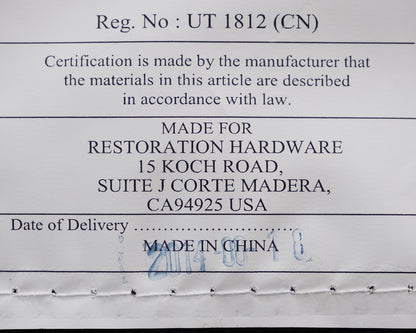 Reg. No : UT 1812 (CN)
Certification is made by the manufacturer that
the materials in this article are described
in accordance with law.
MADE FOR
RESTORATION HARDWARE
15 KOCH ROAD,
SUITE J CORTE MADERA,
CA94925 USA
Date of Delivery ..............................
MADE IN CHINA